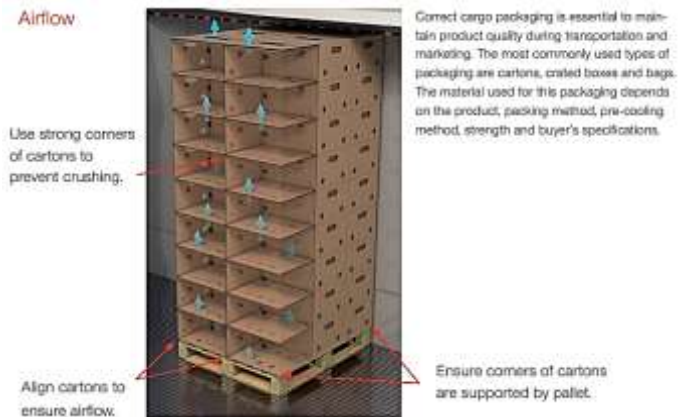 Airflow
Correct cargo packaging is essential to main-
tain product quality during transportation and
marketing. The most commonly used types of
packaging are cartons, crated boxes and bags.
The material used for this packaging depends
on the product, packing method, pre-cooling
method, strength and buyer's specifications.
Use strong corners
of cartons to
prevent crushing.
Align cartons to
ensure airflow.
Ensure corners of cartons
are supported by pallet.